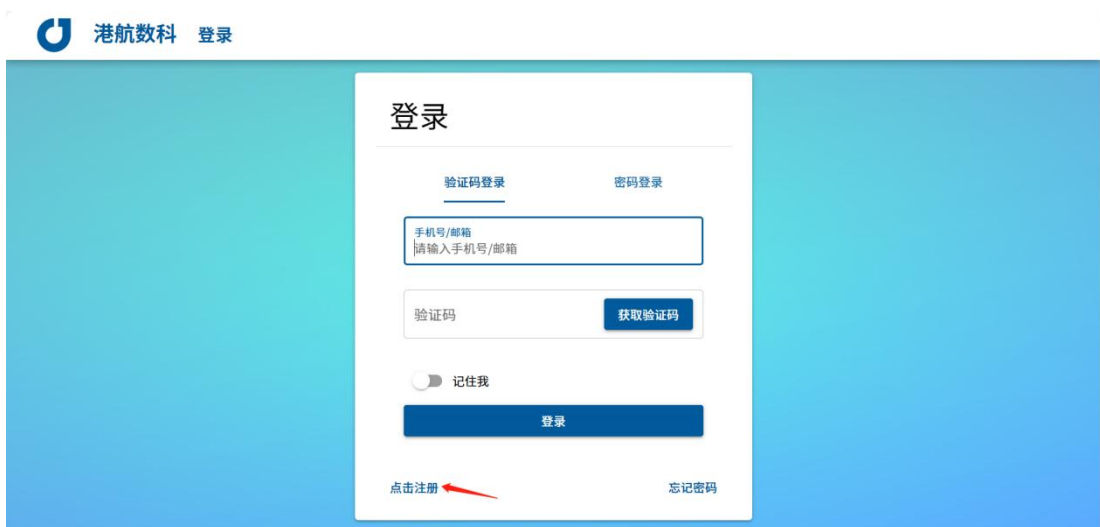 港航数科 登录
登录
验证码登录 密码登录
手机号/邮箱
请输入手机号/邮箱
验证码 获取验证码
记住我
登录
点击注册 忘记密码